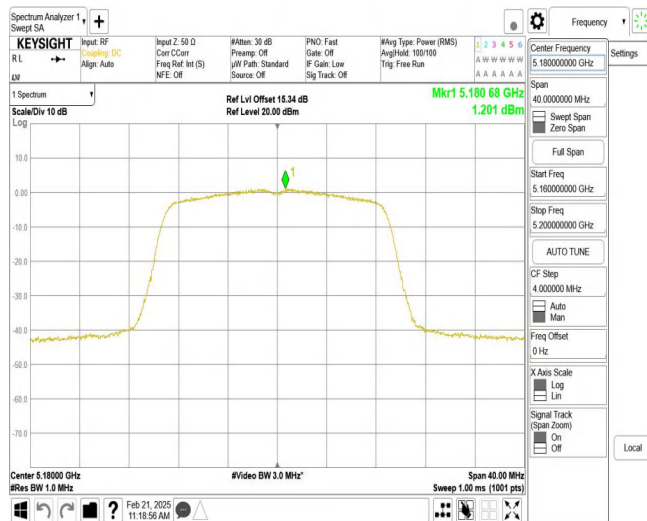 Spectrum Analyzer 1
Swept SA
Frequency
KEYSIGHT
RL
Input: RF
Coupling: DC
Align: Auto
Input Z: 50 Ω
Corr CCorr
Freq Ref: Int (S)
NFE: Off
#Atten: 30 dB
Preamp: Off
µW Path: Standard
Source: Off
PNO: Fast
Gate: Off
IF Gain: Low
Sig Track: Off
#Avg Type: Power (RMS)
Avg|Hold: 100/100
Trig: Free Run
1 2 3 4 5 6
A W W W W W
A A A A A A
1 Spectrum
Scale/Div 10 dB
Log
Ref Lvl Offset 15.34 dB
Ref Level 20.00 dBm
Mkr1 5.180 68 GHz
1.201 dBm
1
10.0
0.00
-10.0
-20.0
-30.0
-40.0
-50.0
-60.0
-70.0
Center 5.18000 GHz
#Res BW 1.0 MHz
#Video BW 3.0 MHz*
Span 40.00 MHz
Sweep 1.00 ms (1001 pts)
?
Feb 21, 2025
11:18:56 AM
Center Frequency
5.180000000 GHz
Settings
Span
40.0000000 MHz
Swept Span
Zero Span
Full Span
Start Freq
5.160000000 GHz
Stop Freq
5.200000000 GHz
AUTO TUNE
CF Step
4.000000 MHz
Auto
Man
Freq Offset
0 Hz
X Axis Scale
Log
Lin
Signal Track
(Span Zoom)
On
Off
Local